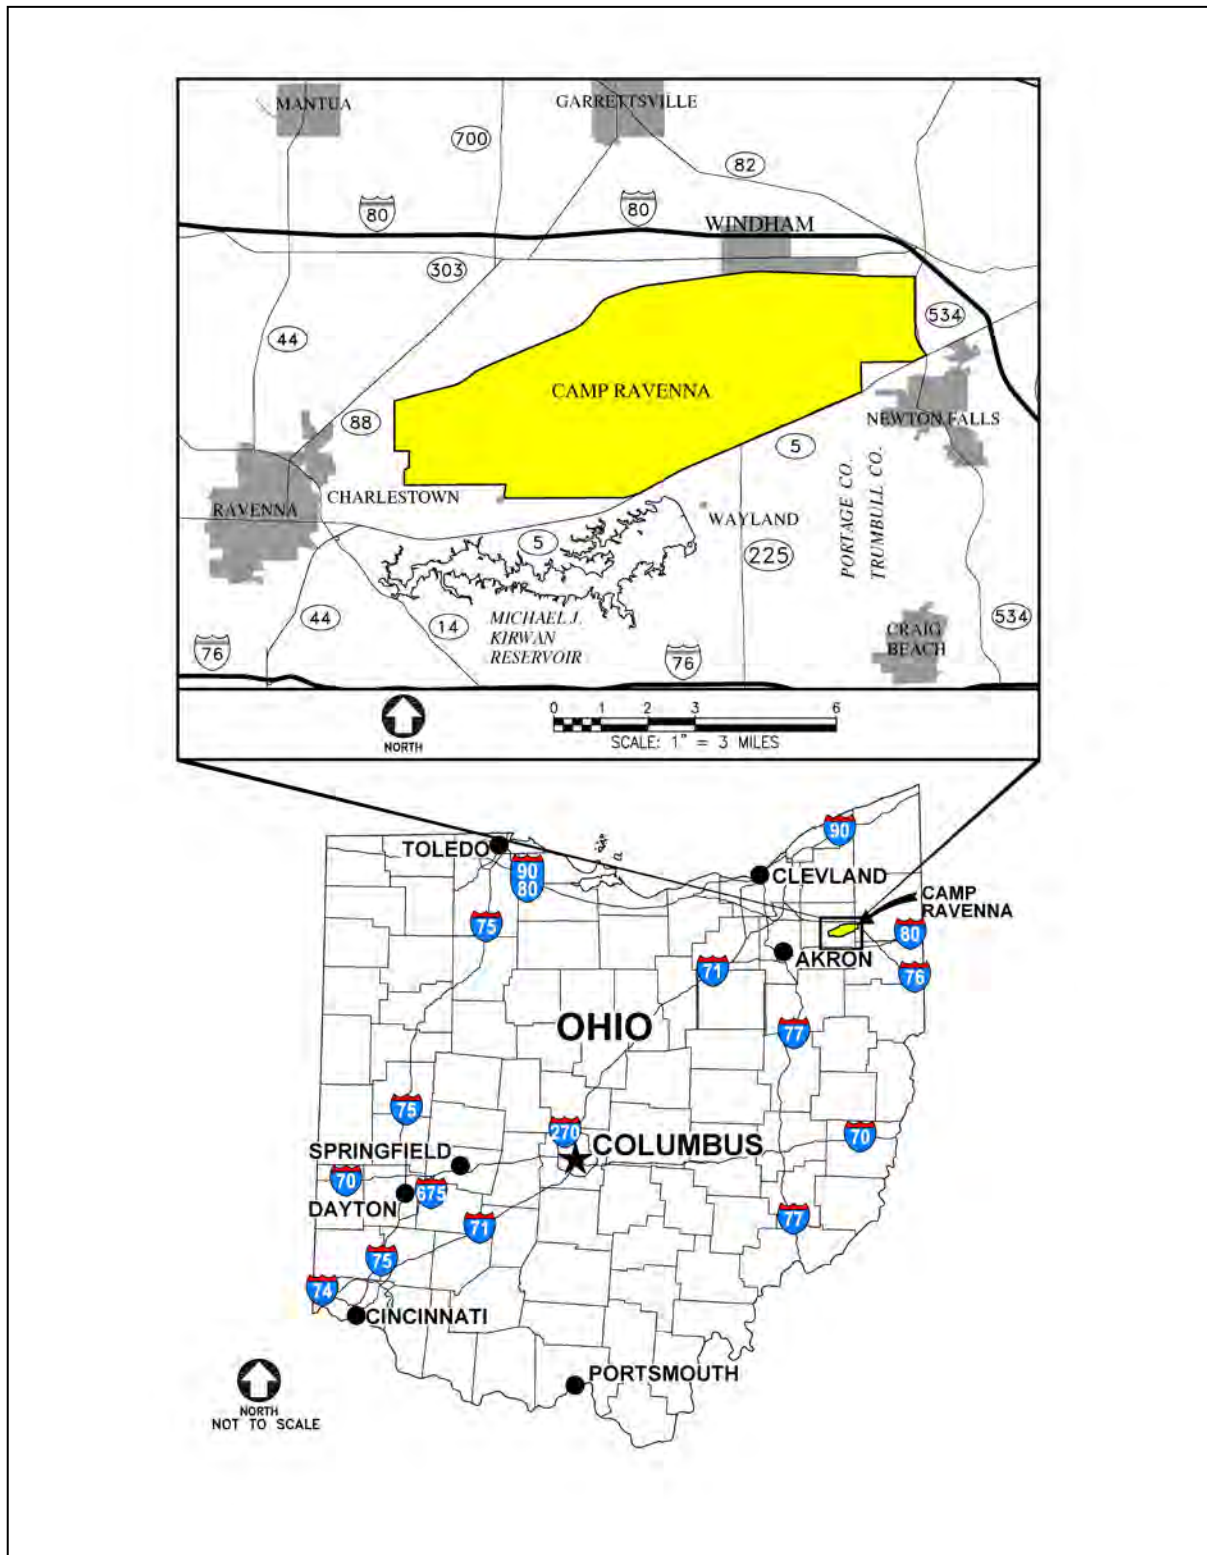 MANTUA
GARRETTSVILLE
700
82
80
80
WINDHAM
303
534
44
CAMP RAVENNA
88
NEWTON FALLS
5
CHARLESTOWN
RAVENNA
WAYLAND
PORTAGE CO.
TRUMBULL CO.
5
225
44
14
MICHAEL J.
KIRWAN
RESERVOIR
534
CRAIG
BEACH
76
76
NORTH
0 1 2 3 6
SCALE: 1" = 3 MILES
90
TOLEDO
90
80
CLEVLAND
CAMP
RAVENNA
75
80
AKRON
71
76
OHIO
77
75
270
70
COLUMBUS
SPRINGFIELD
70
675
DAYTON
71
77
75
74
CINCINNATI
PORTSMOUTH
NORTH
NOT TO SCALE